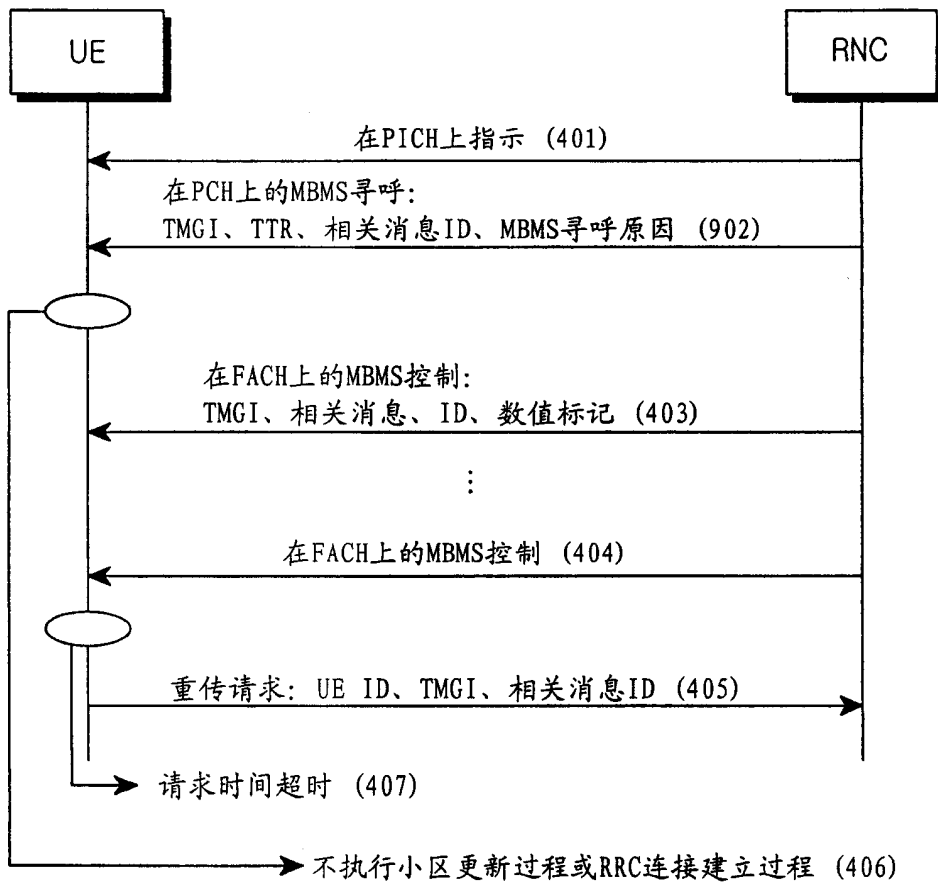 UE
RNC
在PICH上指示 (401)
在PCH上的MBMS寻呼:
TMGI、TTR、相关消息ID、MBMS寻呼原因 (902)
在FACH上的MBMS控制:
TMGI、相关消息、ID、数值标记 (403)
⋮
在FACH上的MBMS控制 (404)
重传请求: UE ID、TMGI、相关消息ID (405)
请求时间超时 (407)
不执行小区更新过程或RRC连接建立过程 (406)